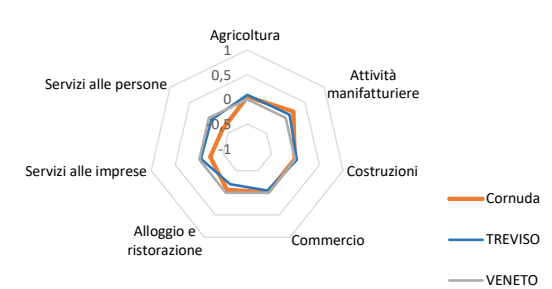 Agricoltura
1
0,5
0
-0,5
-1
Attività
manifatturiere
Costruzioni
Commercio
Alloggio e
ristorazione
Servizi alle imprese
Servizi alle persone
Cornuda
TREVISO
VENETO